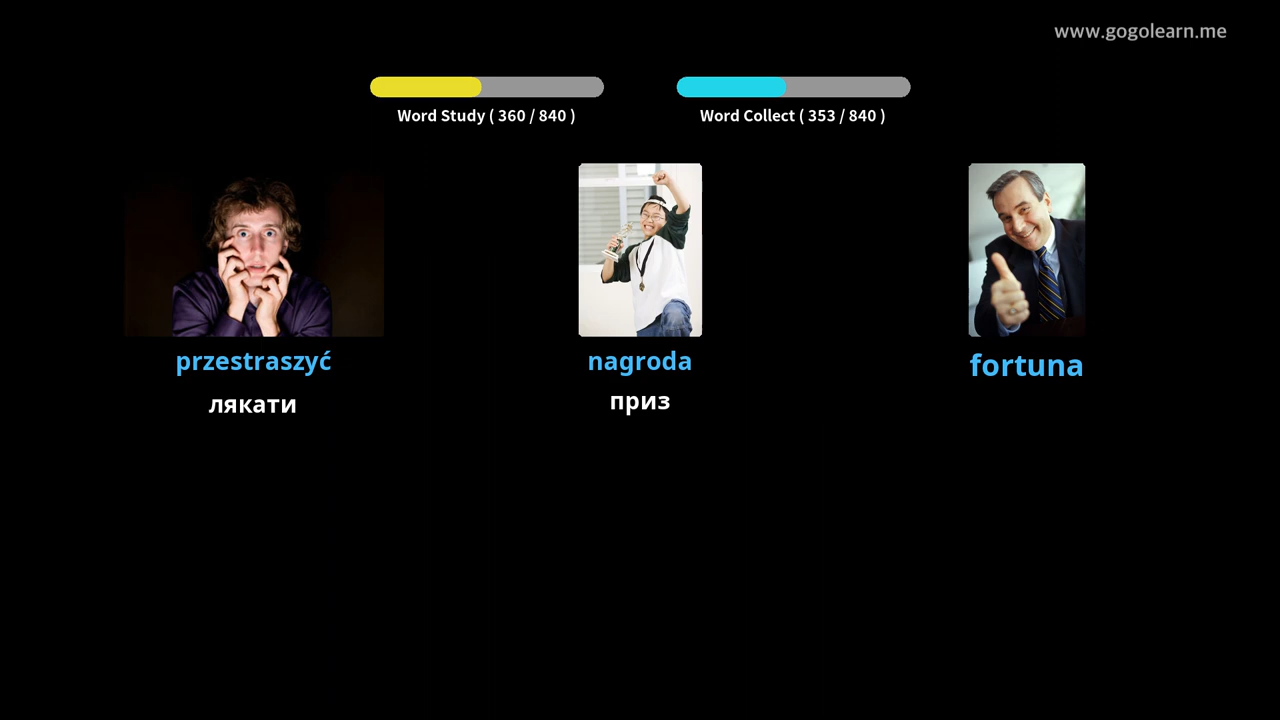 www.gogolearn.me
Word Study ( 360 / 840 )
Word Collect ( 353 / 840 )
przestraszyć
nagroda
fortuna
лякати
приз